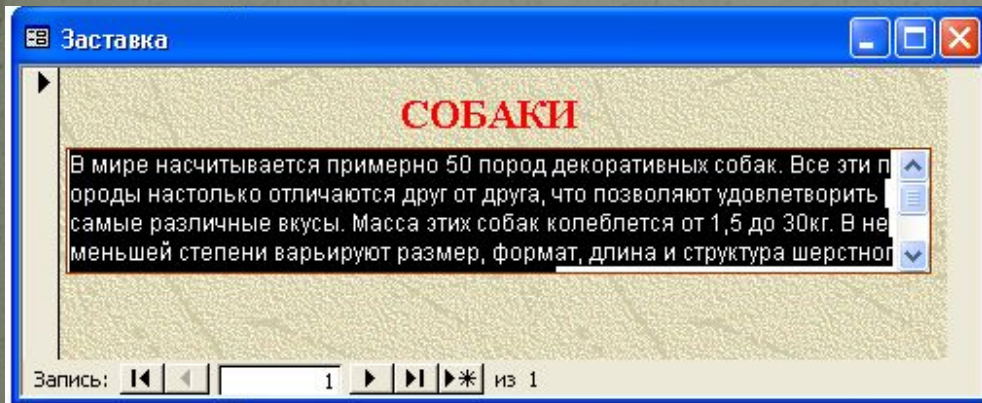 Заставка
СОБАКИ
В мире насчитывается примерно 50 пород декоративных собак. Все эти п
ороды настолько отличаются друг от друга, что позволяют удовлетворить
самые различные вкусы. Масса этих собак колеблется от 1,5 до 30кг. В не
меньшей степени варьируют размер, формат, длина и структура шерстног
Запись: 1 из 1